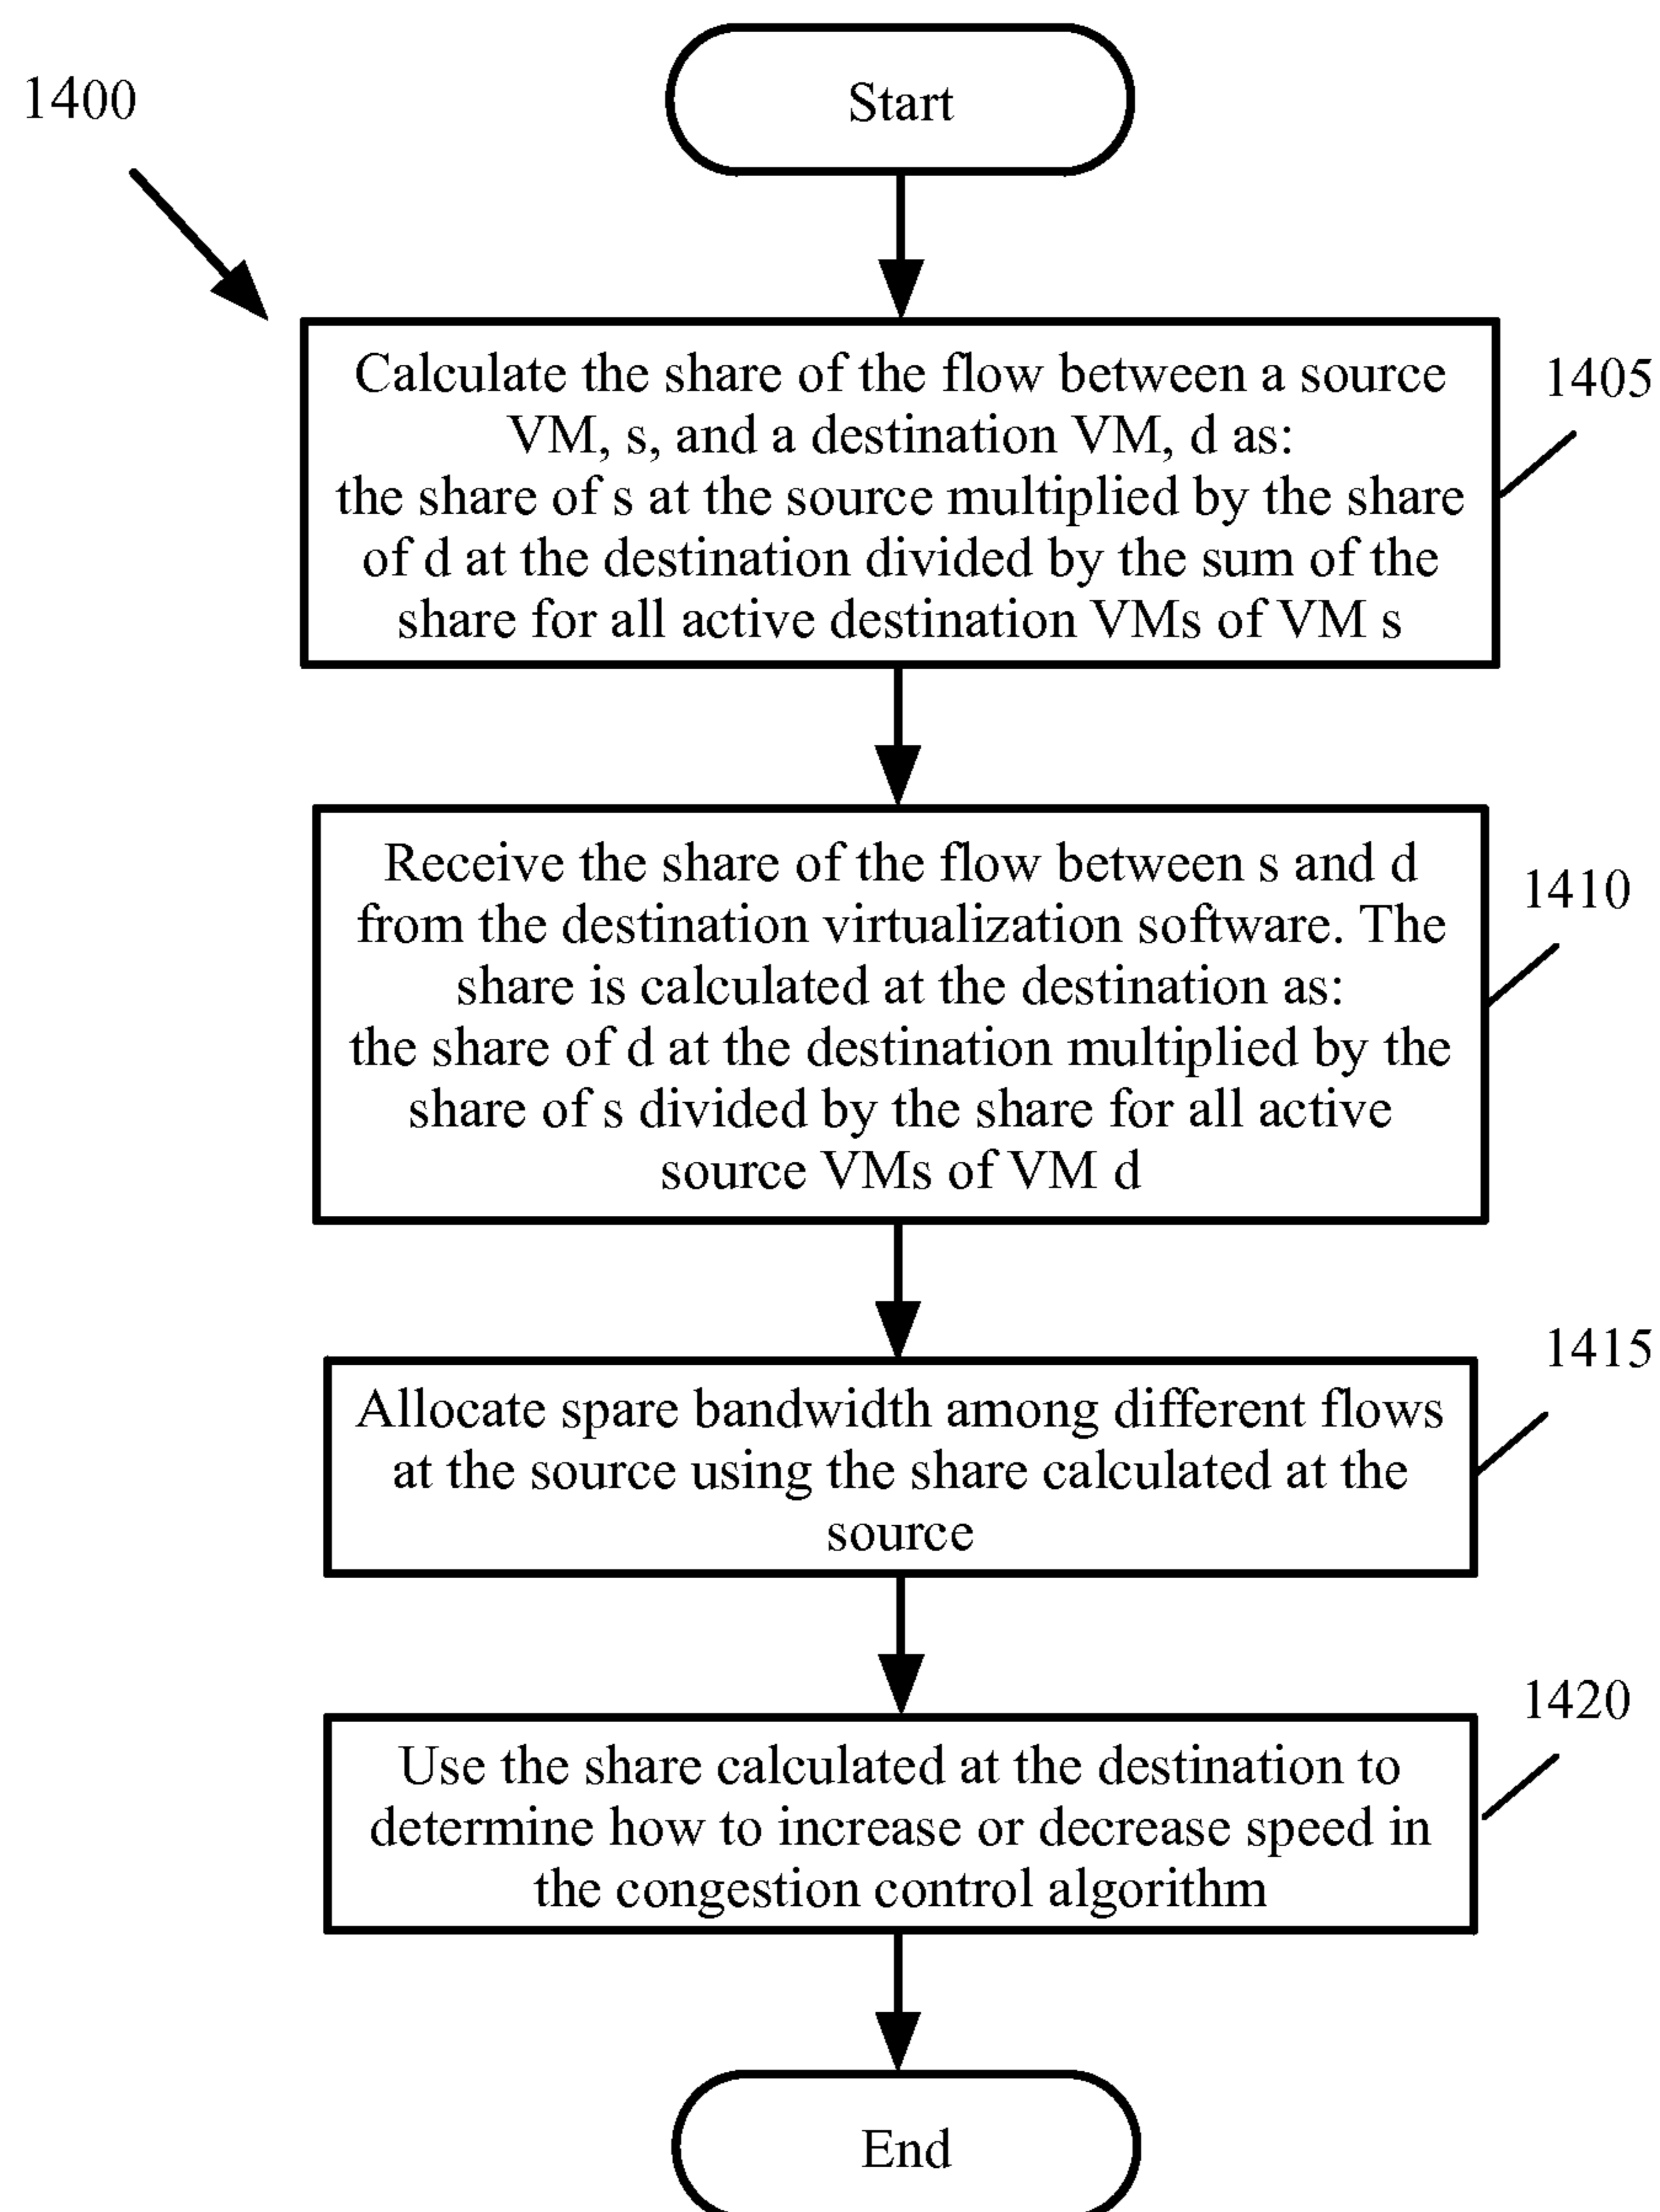 1400
Start
Calculate the share of the flow between a source
VM, s, and a destination VM, d as:
the share of s at the source multiplied by the share
of d at the destination divided by the sum of the
share for all active destination VMs of VM s
1405
Receive the share of the flow between s and d
from the destination virtualization software. The
share is calculated at the destination as:
the share of d at the destination multiplied by the
share of s divided by the share for all active
source VMs of VM d
1410
Allocate spare bandwidth among different flows
at the source using the share calculated at the
source
1415
Use the share calculated at the destination to
determine how to increase or decrease speed in
the congestion control algorithm
1420
End